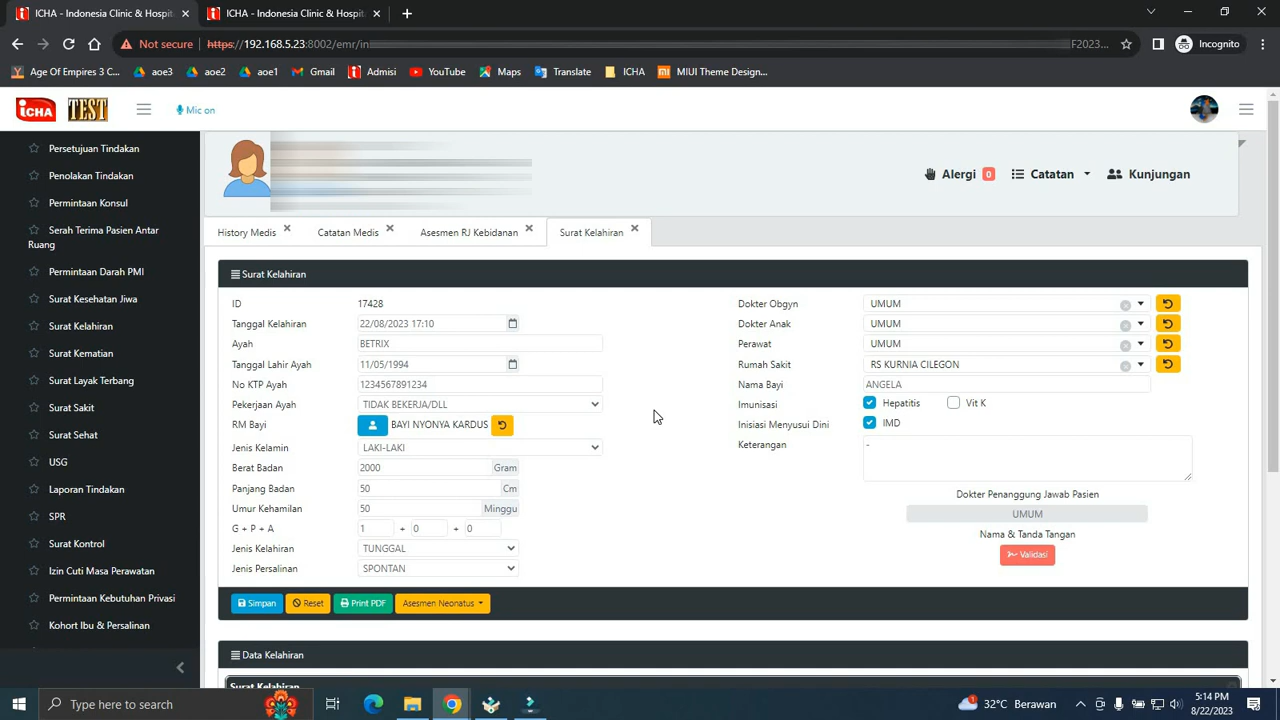 ICHA - Indonesia Clinic & Hospit
ICHA - Indonesia Clinic & Hospit
Not secure https://192.168.5.23:8002/emr/in F2023... Incognito
Age Of Empires 3 C... aoe3 aoe2 aoe1 Gmail Admisi YouTube Maps Translate ICHA MIUI Theme Design...
iCHA TEST Mic on
Persetujuan Tindakan
Penolakan Tindakan
Permintaan Konsul
Serah Terima Pasien Antar
Ruang
Permintaan Darah PMI
Surat Kesehatan Jiwa
Surat Kelahiran
Surat Kematian
Surat Layak Terbang
Surat Sakit
Surat Sehat
USG
Laporan Tindakan
SPR
Surat Kontrol
Izin Cuti Masa Perawatan
Permintaan Kebutuhan Privasi
Kohort Ibu & Persalinan
Alergi 0 Catatan Kunjungan
History Medis Catatan Medis Asesmen RJ Kebidanan Surat Kelahiran
Surat Kelahiran
ID 17428
Tanggal Kelahiran 22/08/2023 17:10
Ayah BETRIX
Tanggal Lahir Ayah 11/05/1994
No KTP Ayah 1234567891234
Pekerjaan Ayah TIDAK BEKERJA/DLL
RM Bayi BAYI NYONYA KARDUS
Jenis Kelamin LAKI-LAKI
Berat Badan 2000 Gram
Panjang Badan 50 Cm
Umur Kehamilan 50 Minggu
G + P + A 1 + 0 + 0
Jenis Kelahiran TUNGGAL
Jenis Persalinan SPONTAN
Dokter Obgyn UMUM
Dokter Anak UMUM
Perawat UMUM
Rumah Sakit RS KURNIA CILEGON
Nama Bayi ANGELA
Imunisasi Hepatitis Vit K
Inisiasi Menyusui Dini IMD
Keterangan -
Dokter Penanggung Jawab Pasien
UMUM
Nama & Tanda Tangan
Validasi
Simpan Reset Print PDF Asesmen Neonatus
Data Kelahiran
Surat Kelahiran
Type here to search
32°C Berawan
5:14 PM
8/22/2023